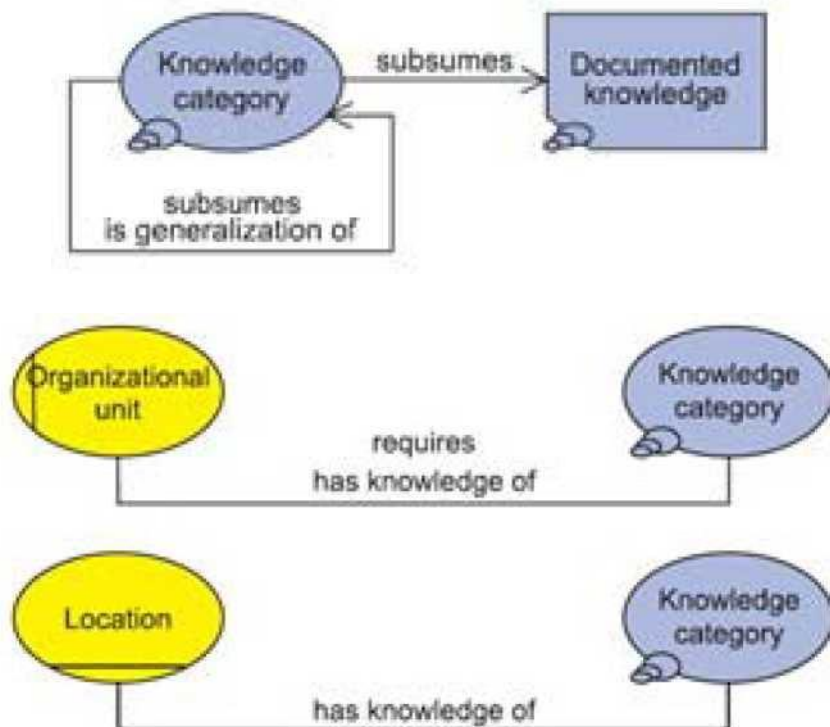 Knowledge
category
subsumes
Documented
knowledge
subsumes
is generalization of
Organizational
unit
requires
has knowledge of
Knowledge
category
Location
has knowledge of
Knowledge
category